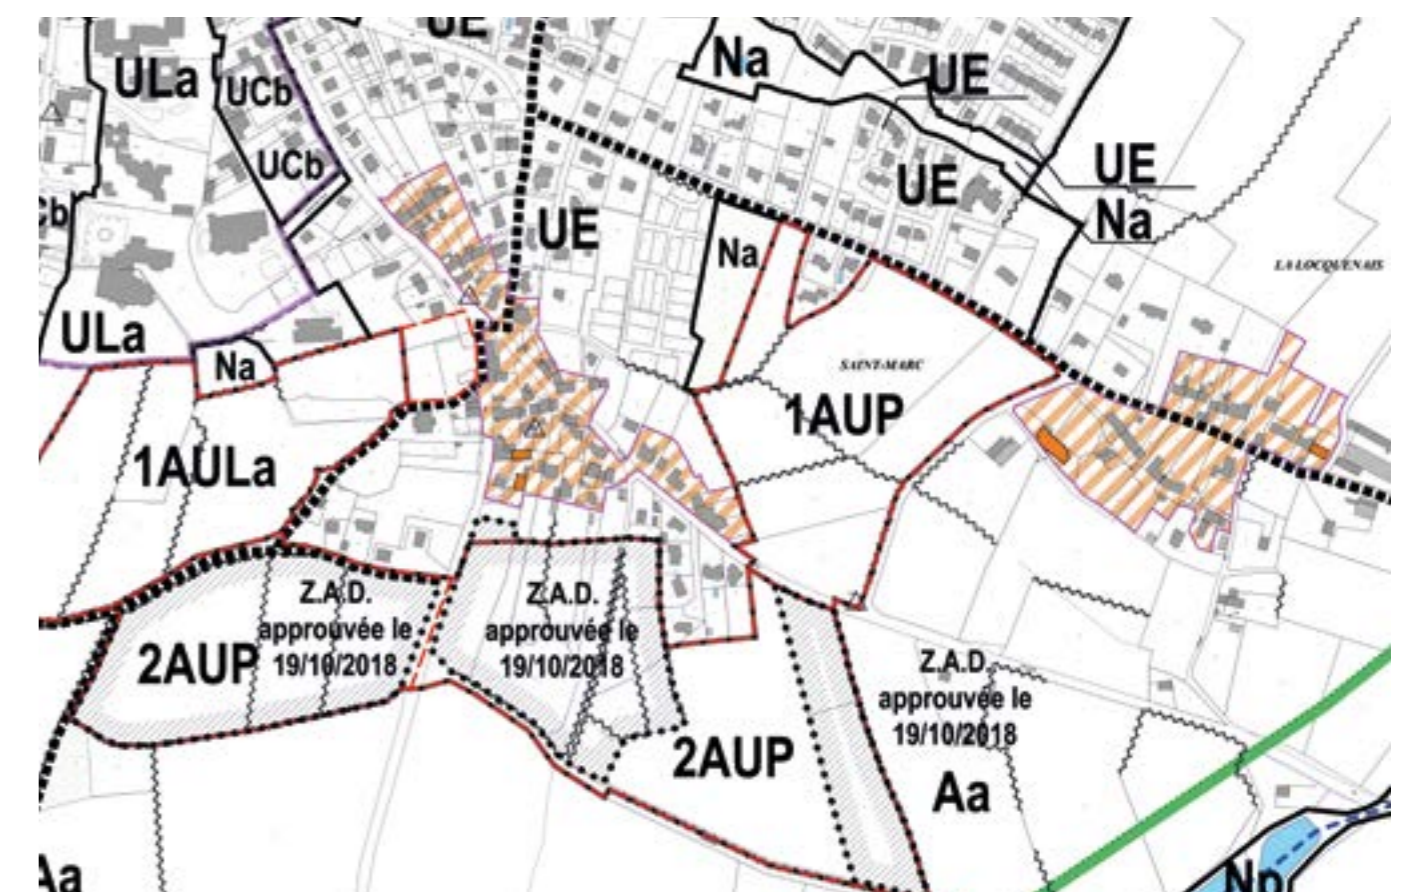 UE
ULa
UCb
Na
UE
UCb
UE
UE
Cb
UE
Na
Na
LA LOCQUENAIS
ULa
Na
SAINT-MARC
1AUP
1AULa
Z.A.D.
approuvée le
19/10/2018
2AUP
Z.A.D.
approuvée le
19/10/2018
2AUP
Z.A.D.
approuvée le
19/10/2018
Aa
Aa
Np